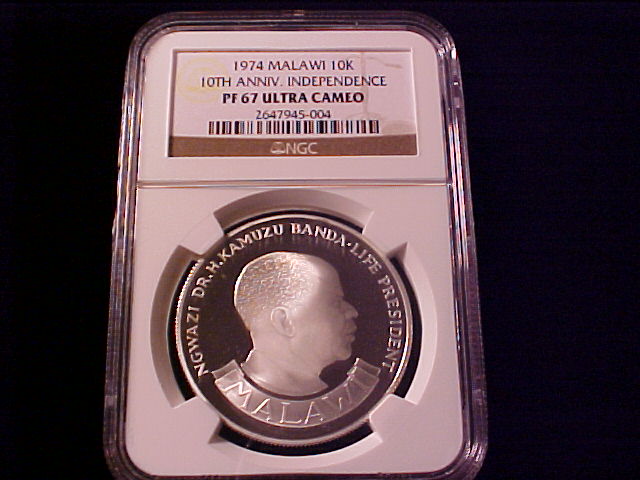 1974 MALAWI 10K
10TH ANNIV. INDEPENDENCE
PF 67 ULTRA CAMEO
2647945-004
NGC
NGWAZI DR.H.KAMUZU BANDA·LIFE PRESIDENT
MALAWI